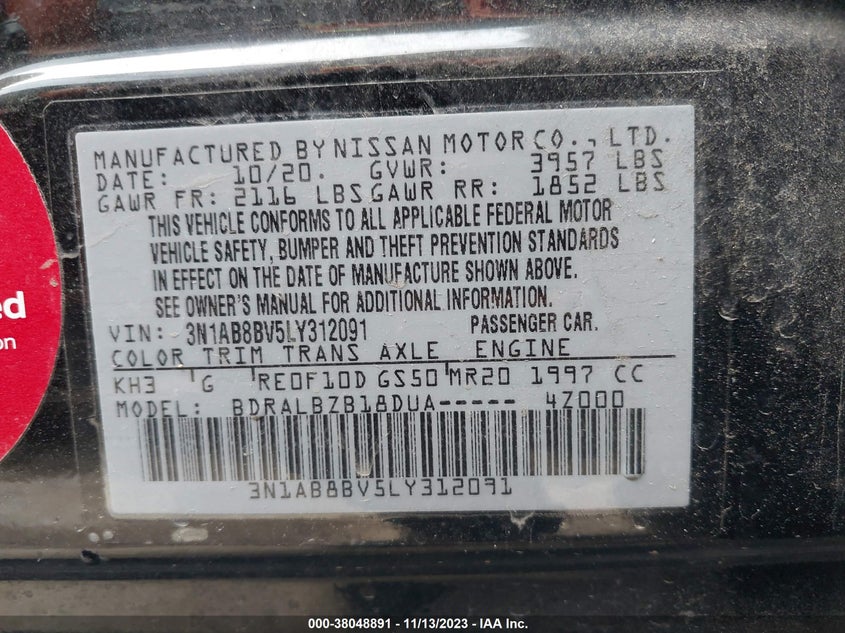 MANUFACTURED BY NISSAN MOTOR CO., LTD.
DATE: 10/20. GVWR: 3957 LBS
GAWR FR: 2116 LBS GAWR RR: 1852 LBS
THIS VEHICLE CONFORMS TO ALL APPLICABLE FEDERAL MOTOR
VEHICLE SAFETY, BUMPER AND THEFT PREVENTION STANDARDS
IN EFFECT ON THE DATE OF MANUFACTURE SHOWN ABOVE.
SEE OWNER'S MANUAL FOR ADDITIONAL INFORMATION.
VIN: 3N1AB8BV5LY312091 PASSENGER CAR.
COLOR TRIM TRANS AXLE ENGINE
KH3 ' G 'RE0F10D GS50'MR20 1997 CC
MODEL: BDRALBZB18DUA----- 4Z000
3N1AB8BV5LY312091
ed
on
000-38048891 - 11/13/2023 - IAA Inc.